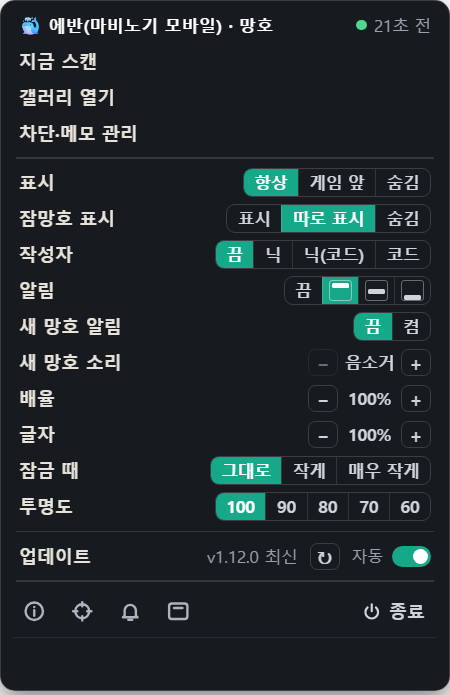 에반(마비노기 모바일) · 망호 21초 전
지금 스캔
갤러리 열기
차단·메모 관리
표시 항상 게임 앞 숨김
잠망호 표시 표시 따로 표시 숨김
작성자 끔 닉 닉(코드) 코드
알림 끔
새 망호 알림 끔 켬
새 망호 소리 − 음소거 +
배율 − 100% +
글자 − 100% +
잠금 때 그대로 작게 매우 작게
투명도 100 90 80 70 60
업데이트 v1.12.0 최신 ↻ 자동
종료